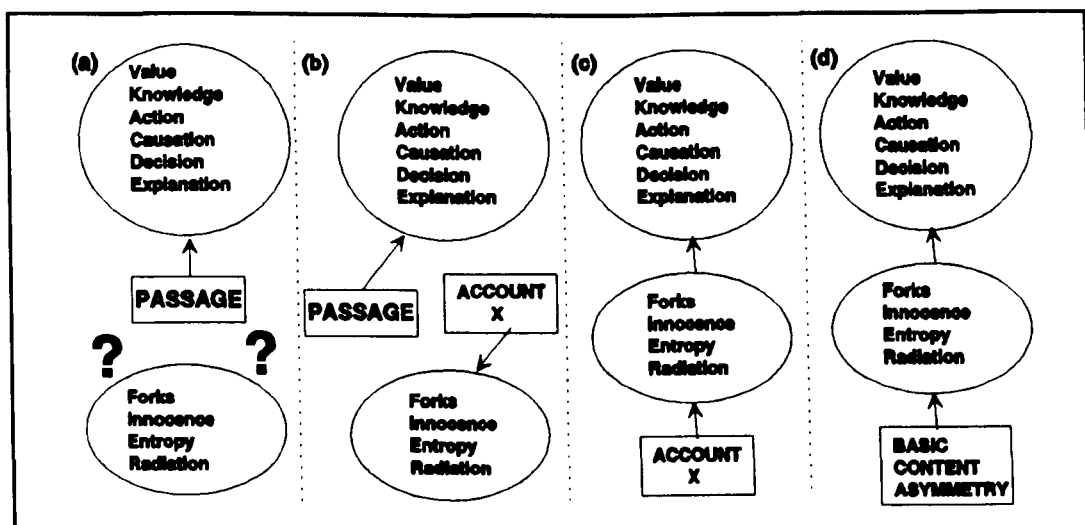 (a)
Value
Knowledge
Action
Causation
Decision
Explanation
PASSAGE
?
?
Forks
Innocence
Entropy
Radiation
(b)
Value
Knowledge
Action
Causation
Decision
Explanation
PASSAGE
ACCOUNT
X
Forks
Innocence
Entropy
Radiation
(c)
Value
Knowledge
Action
Causation
Decision
Explanation
Forks
Innocence
Entropy
Radiation
ACCOUNT
X
(d)
Value
Knowledge
Action
Causation
Decision
Explanation
Forks
Innocence
Entropy
Radiation
BASIC
CONTENT
ASYMMETRY